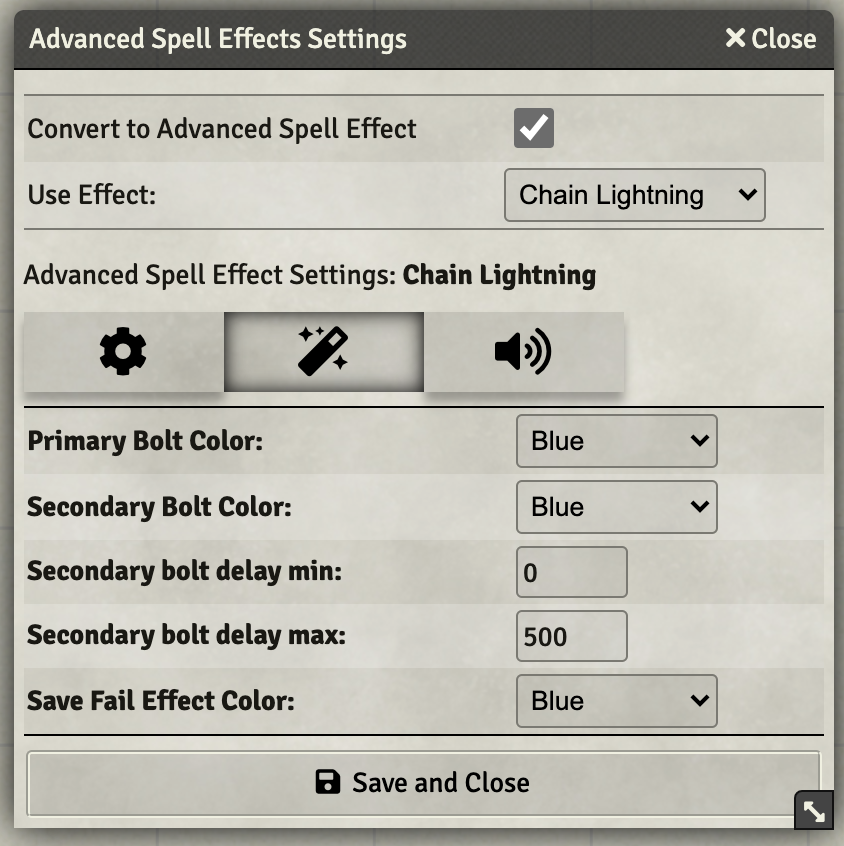 Advanced Spell Effects Settings
Close
Convert to Advanced Spell Effect
Use Effect: Chain Lightning
Advanced Spell Effect Settings: Chain Lightning
Primary Bolt Color: Blue
Secondary Bolt Color: Blue
Secondary bolt delay min: 0
Secondary bolt delay max: 500
Save Fail Effect Color: Blue
Save and Close